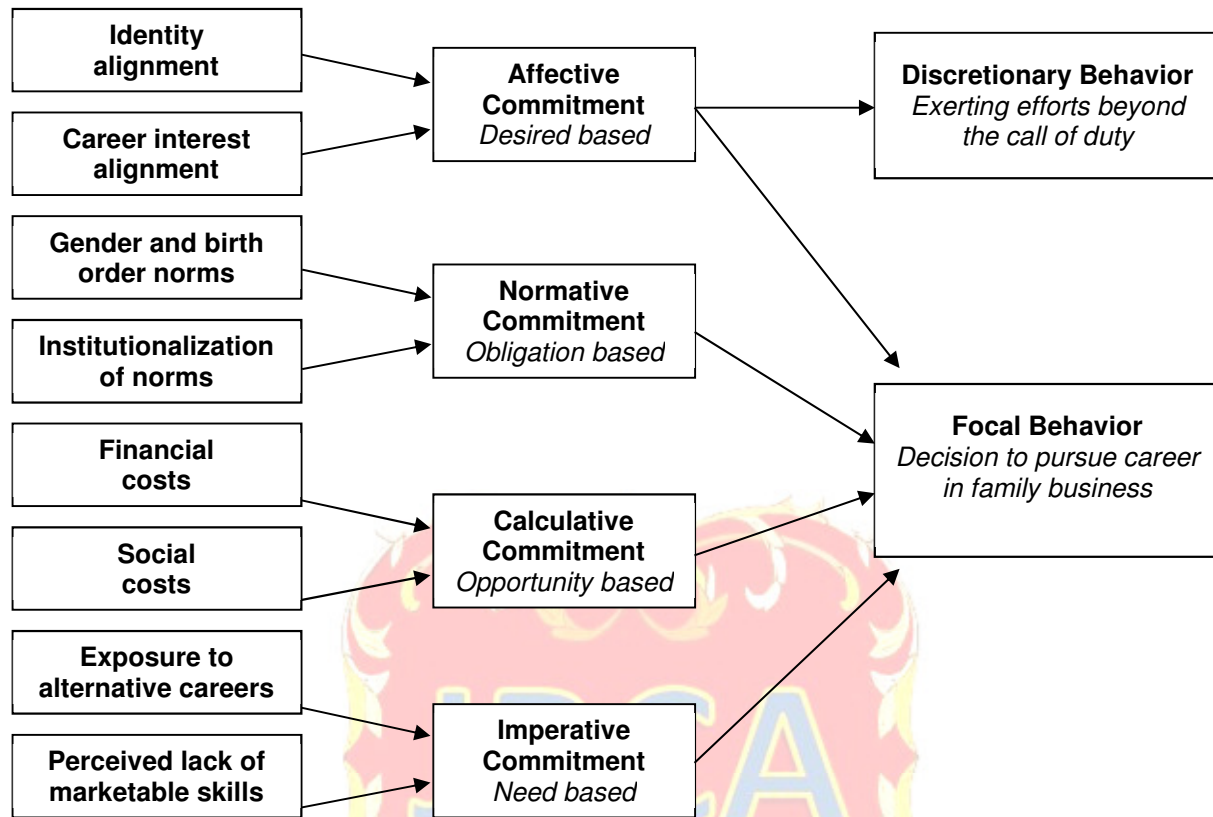 Identity
alignment
Career interest
alignment
Gender and birth
order norms
Institutionalization
of norms
Financial
costs
Social
costs
Exposure to
alternative careers
Perceived lack of
marketable skills
Affective
Commitment
Desired based
Normative
Commitment
Obligation based
Calculative
Commitment
Opportunity based
Imperative
Commitment
Need based
Discretionary Behavior
Exerting efforts beyond
the call of duty
Focal Behavior
Decision to pursue career
in family business